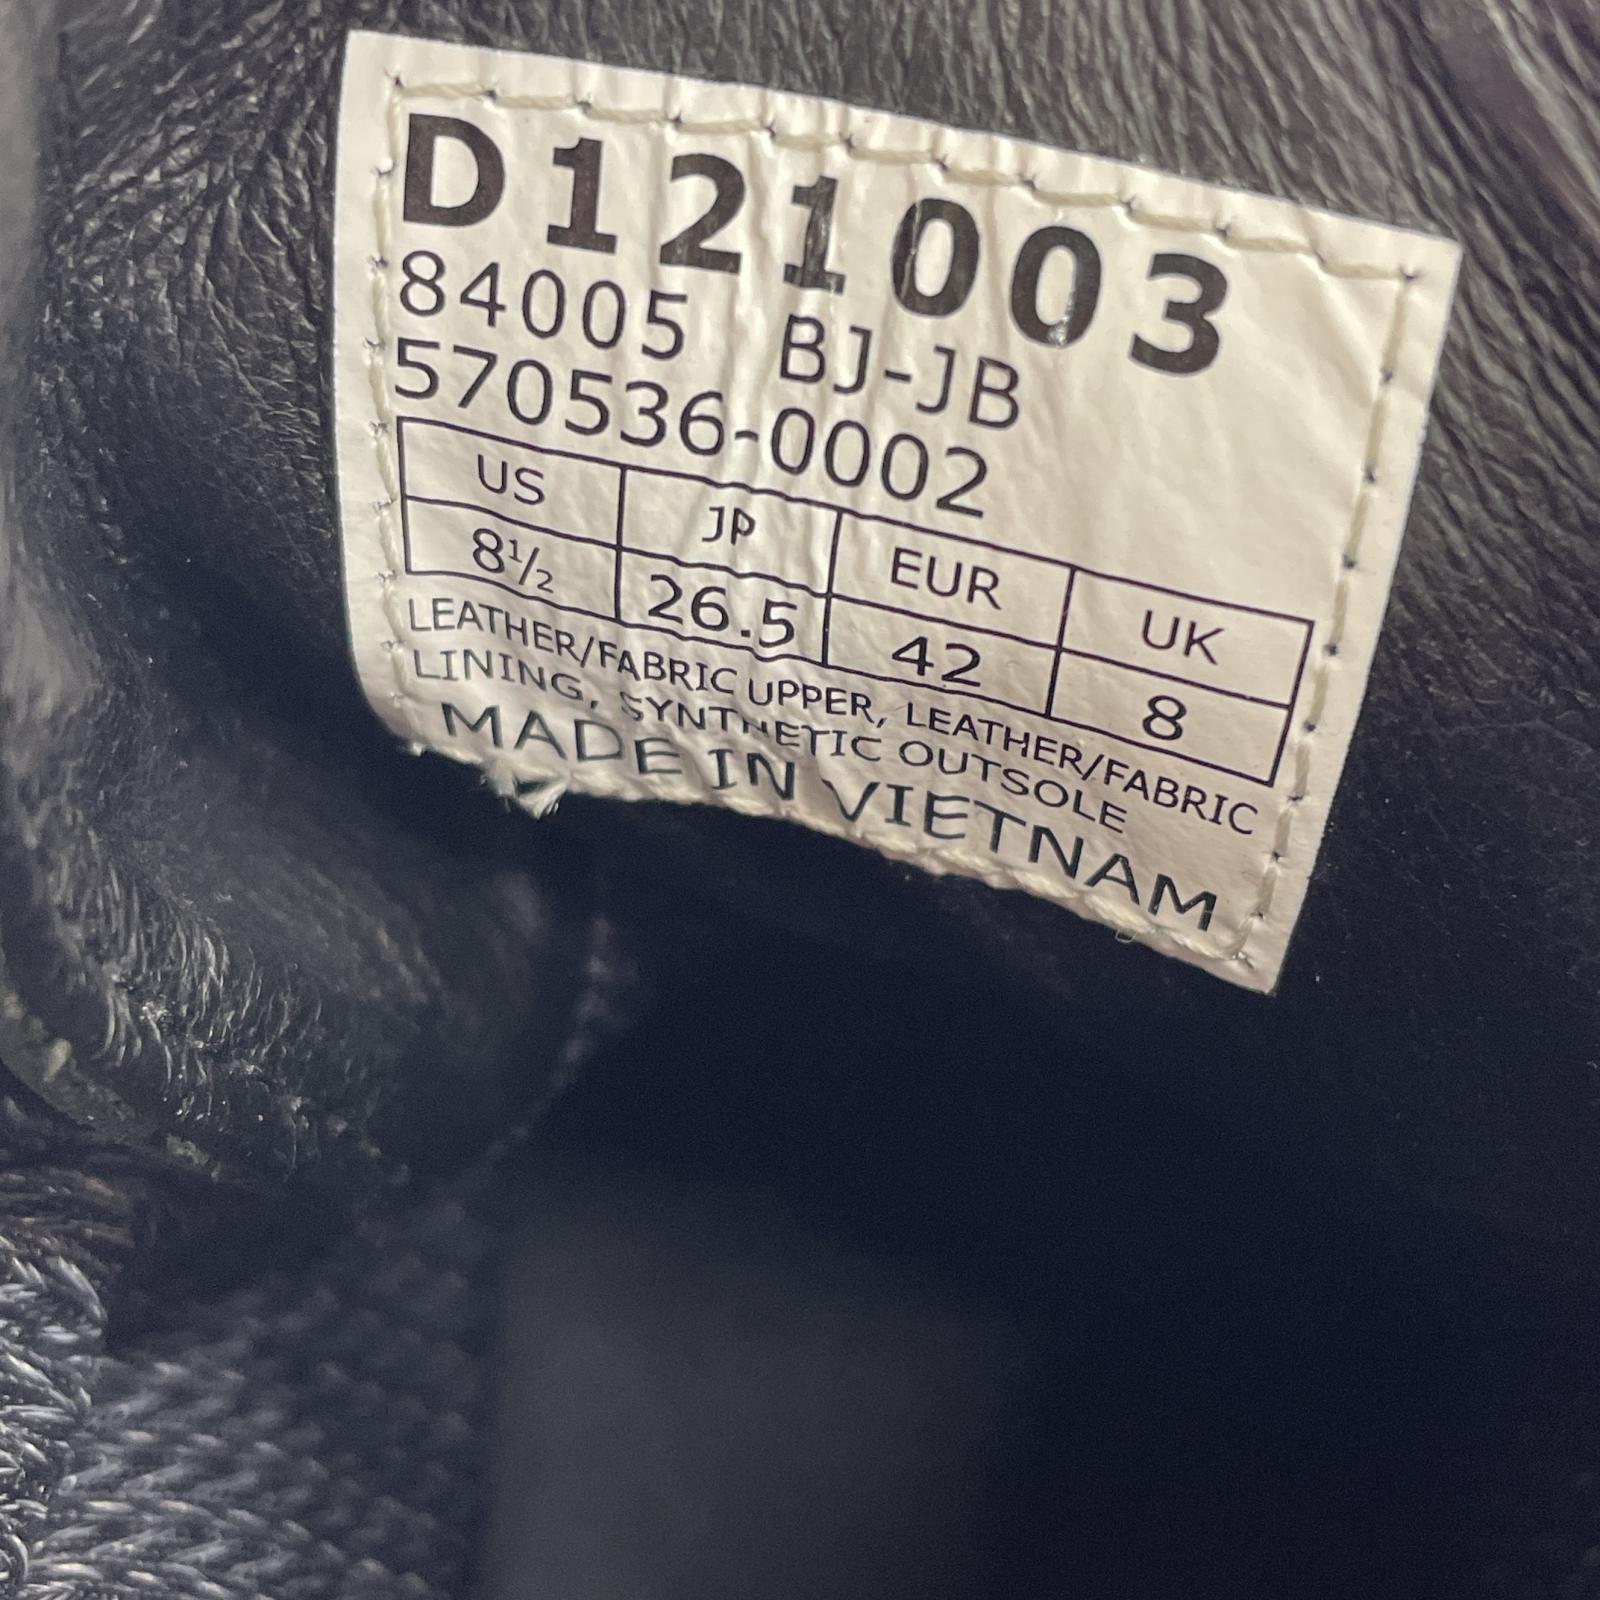 D121003
84005 BJ-JB
570536-0002
US JP EUR UK
8½ 26.5 42 8
LEATHER/FABRIC UPPER, LEATHER/FABRIC
LINING, SYNTHETIC OUTSOLE
MADE IN VIETNAM